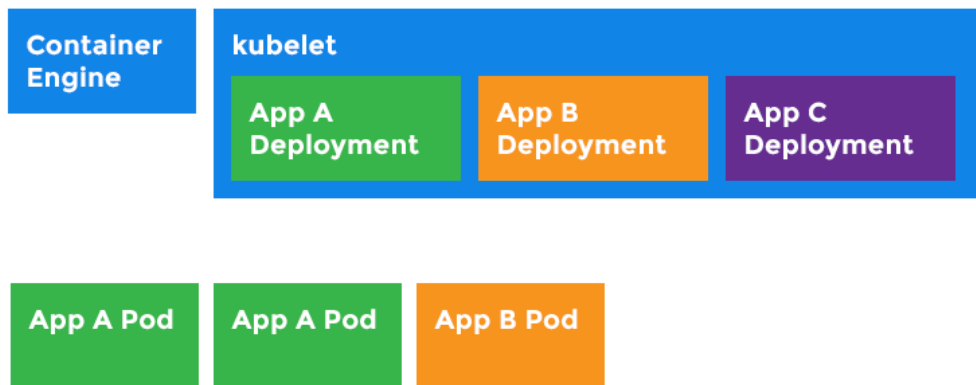 Container
Engine
kubelet
App A
Deployment
App B
Deployment
App C
Deployment
App A Pod
App A Pod
App B Pod